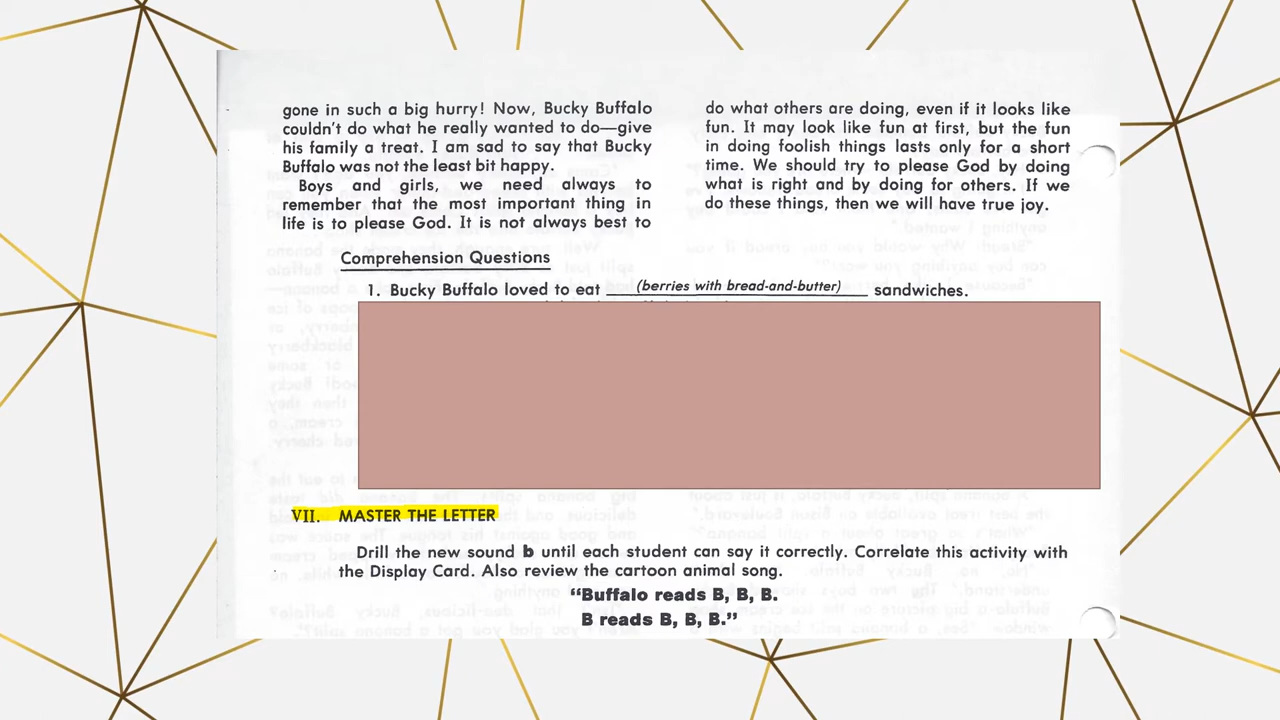 gone in such a big hurry! Now, Bucky Buffalo
couldn't do what he really wanted to do—give
his family a treat. I am sad to say that Bucky
Buffalo was not the least bit happy.
Boys and girls, we need always to
remember that the most important thing in
life is to please God. It is not always best to
do what others are doing, even if it looks like
fun. It may look like fun at first, but the fun
in doing foolish things lasts only for a short
time. We should try to please God by doing
what is right and by doing for others. If we
do these things, then we will have true joy.
Comprehension Questions
1. Bucky Buffalo loved to eat (berries with bread-and-butter) sandwiches.
VII. MASTER THE LETTER
Drill the new sound b until each student can say it correctly. Correlate this activity with
the Display Card. Also review the cartoon animal song.
"Buffalo reads B, B, B.
B reads B, B, B."